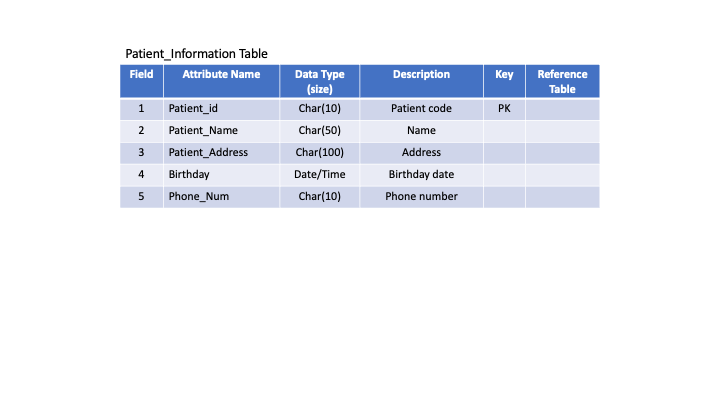 Patient_Information Table
Field Attribute Name Data Type (size) Description Key Reference Table
1 Patient_id Char(10) Patient code PK
2 Patient_Name Char(50) Name
3 Patient_Address Char(100) Address
4 Birthday Date/Time Birthday date
5 Phone_Num Char(10) Phone number